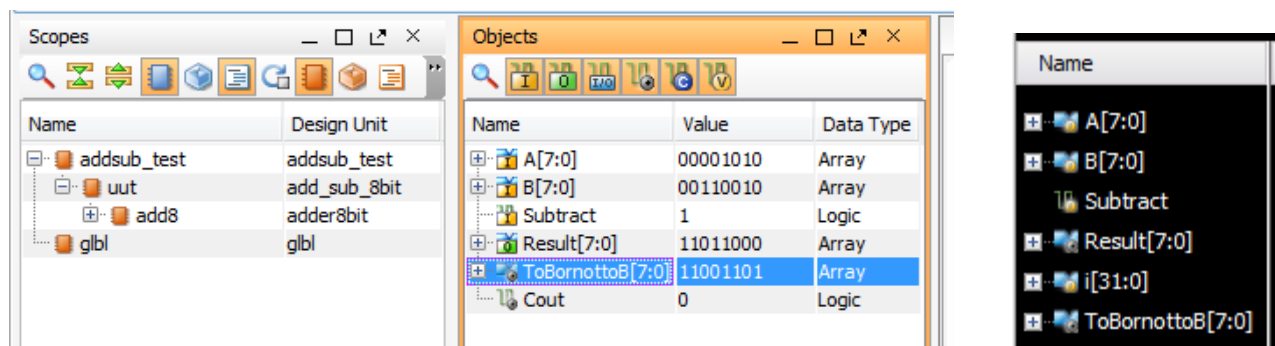 Scopes
Name Design Unit
addsub_test addsub_test
uut add_sub_8bit
add8 adder8bit
glbl glbl
Objects
I O I/O C V
Name Value Data Type
A[7:0] 00001010 Array
B[7:0] 00110010 Array
Subtract 1 Logic
Result[7:0] 11011000 Array
ToBornottoB[7:0] 11001101 Array
Cout 0 Logic
Name
A[7:0]
B[7:0]
Subtract
Result[7:0]
i[31:0]
ToBornottoB[7:0]